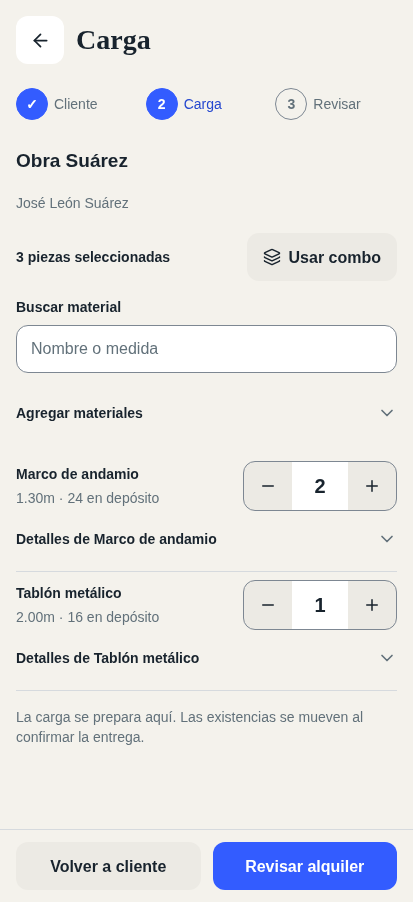 Carga
✓ Cliente
2 Carga
3 Revisar
Obra Suárez
José León Suárez
3 piezas seleccionadas
Usar combo
Buscar material
Nombre o medida
Agregar materiales
Marco de andamio
1.30m · 24 en depósito
− 2 +
Detalles de Marco de andamio
Tablón metálico
2.00m · 16 en depósito
− 1 +
Detalles de Tablón metálico
La carga se prepara aquí. Las existencias se mueven al
confirmar la entrega.
Volver a cliente
Revisar alquiler